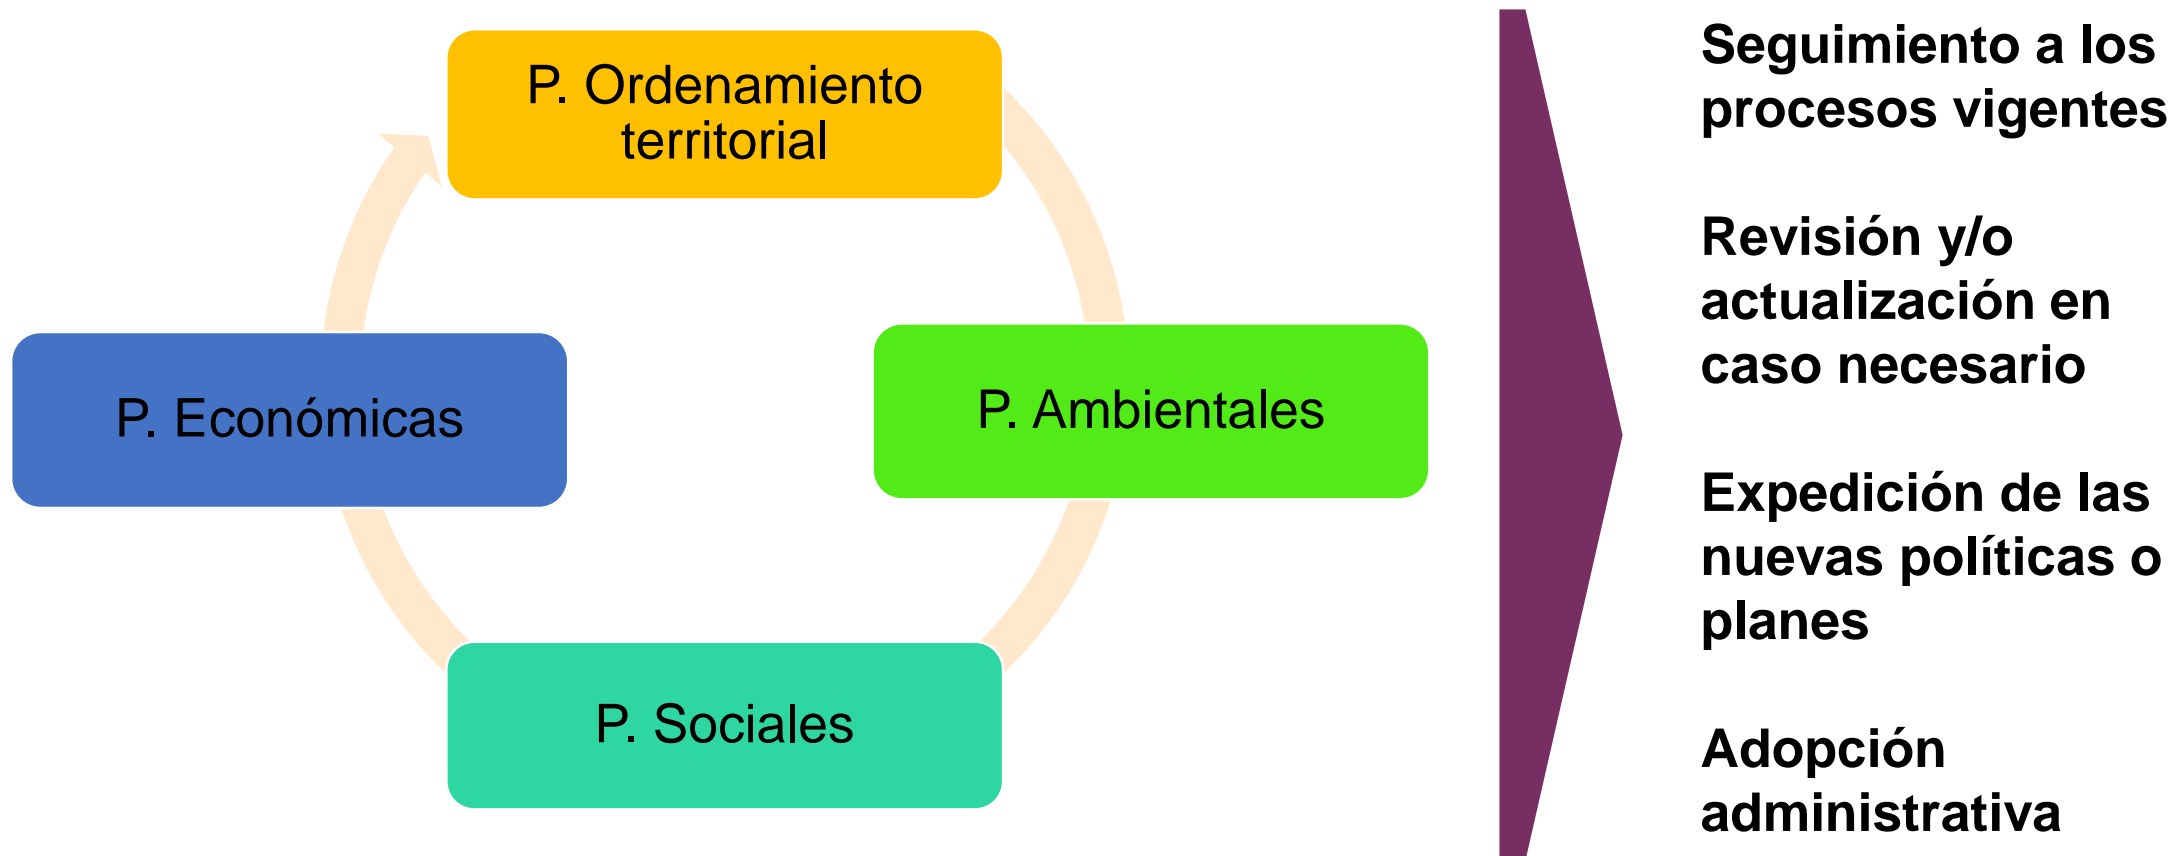 P. Ordenamiento
territorial
P. Económicas
P. Ambientales
P. Sociales
Seguimiento a los
procesos vigentes
Revisión y/o
actualización en
caso necesario
Expedición de las
nuevas políticas o
planes
Adopción
administrativa